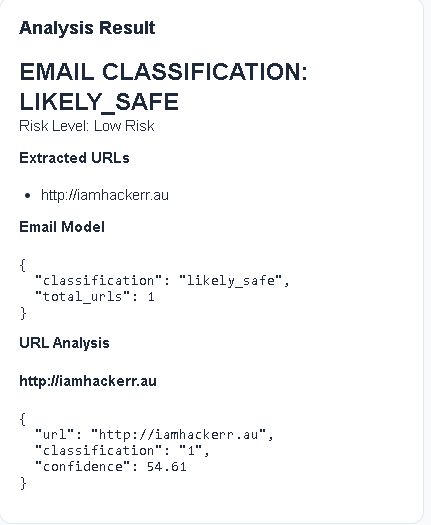 Analysis Result
EMAIL CLASSIFICATION:
LIKELY_SAFE
Risk Level: Low Risk
Extracted URLs
• http://iamhackerr.au
Email Model
{
  "classification": "likely_safe",
  "total_urls": 1
}
URL Analysis
http://iamhackerr.au
{
  "url": "http://iamhackerr.au",
  "classification": "1",
  "confidence": 54.61
}